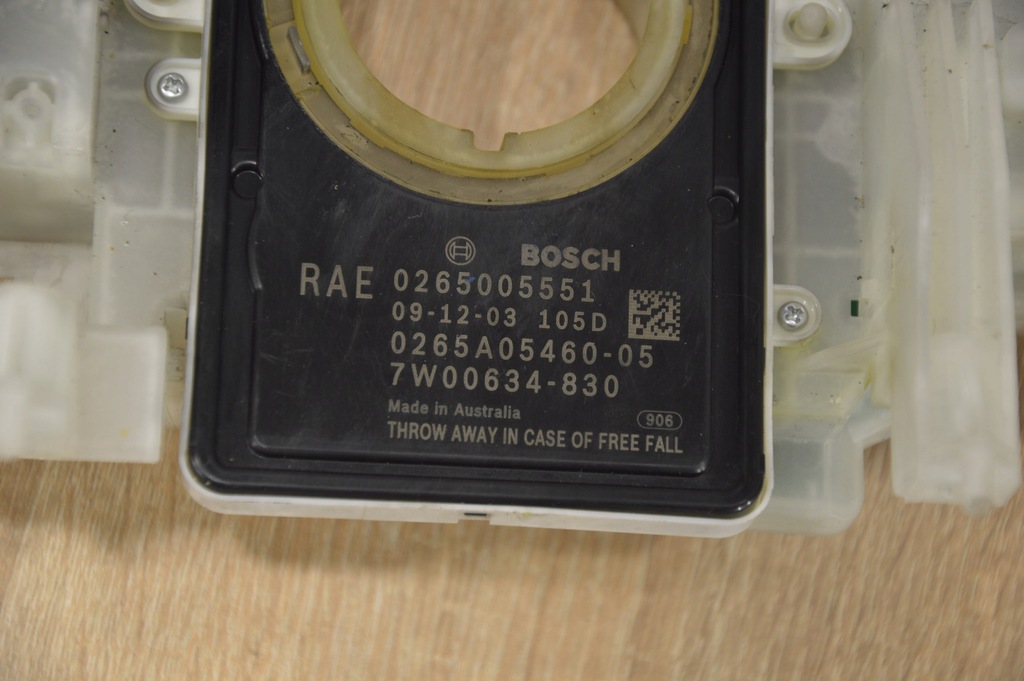 BOSCH
RAE 0265005551
09-12-03 105D
0265A05460-05
7W00634-830
Made in Australia
906
THROW AWAY IN CASE OF FREE FALL